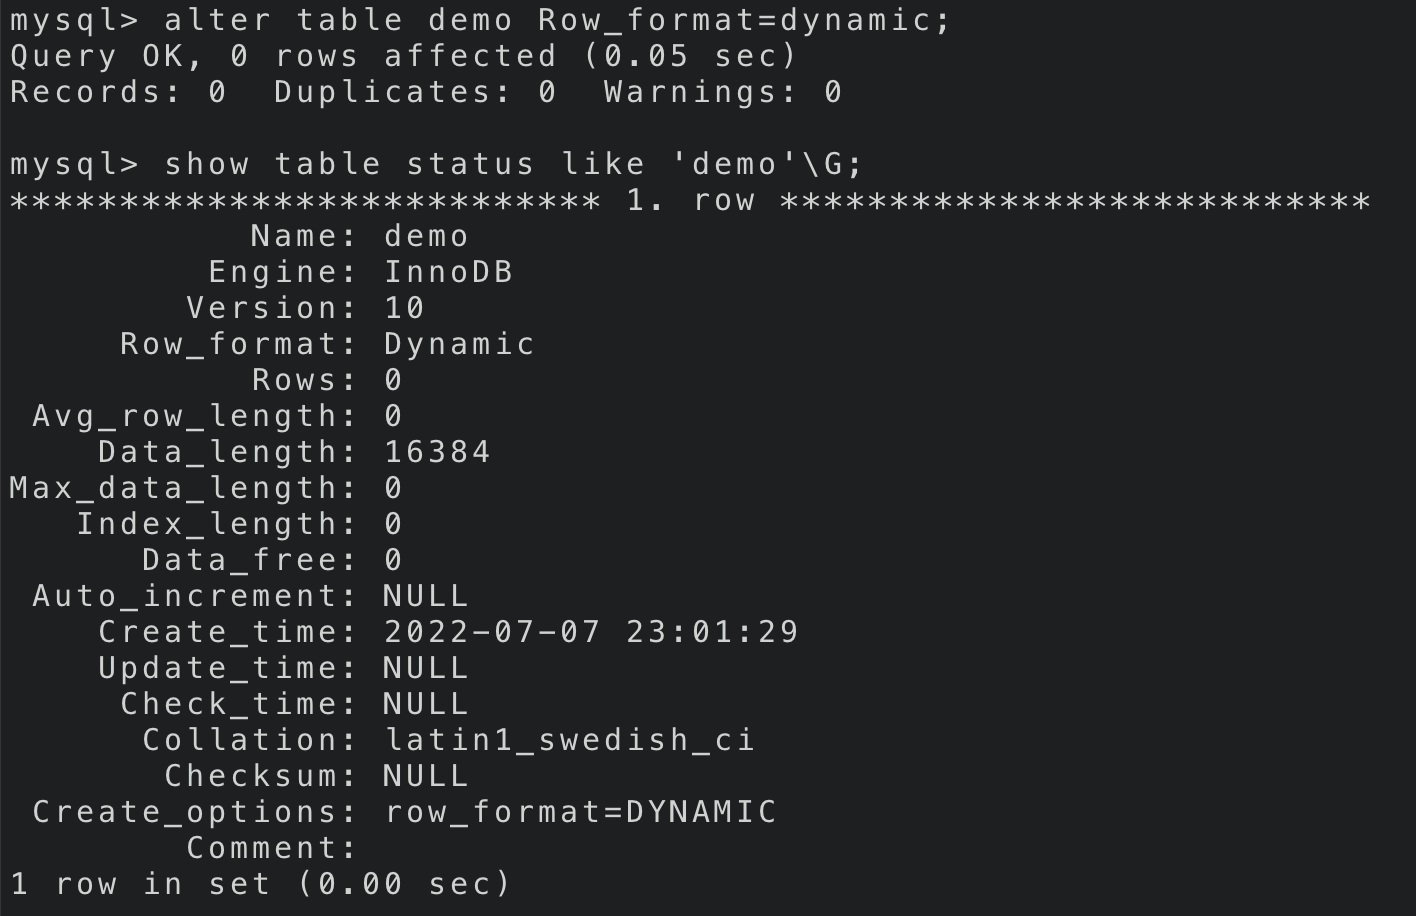 mysql> alter table demo Row_format=dynamic;
Query OK, 0 rows affected (0.05 sec)
Records: 0  Duplicates: 0  Warnings: 0

mysql> show table status like 'demo'\G;
*************************** 1. row ***************************
           Name: demo
         Engine: InnoDB
        Version: 10
     Row_format: Dynamic
           Rows: 0
 Avg_row_length: 0
    Data_length: 16384
Max_data_length: 0
   Index_length: 0
      Data_free: 0
 Auto_increment: NULL
    Create_time: 2022-07-07 23:01:29
    Update_time: NULL
     Check_time: NULL
      Collation: latin1_swedish_ci
       Checksum: NULL
 Create_options: row_format=DYNAMIC
        Comment:
1 row in set (0.00 sec)